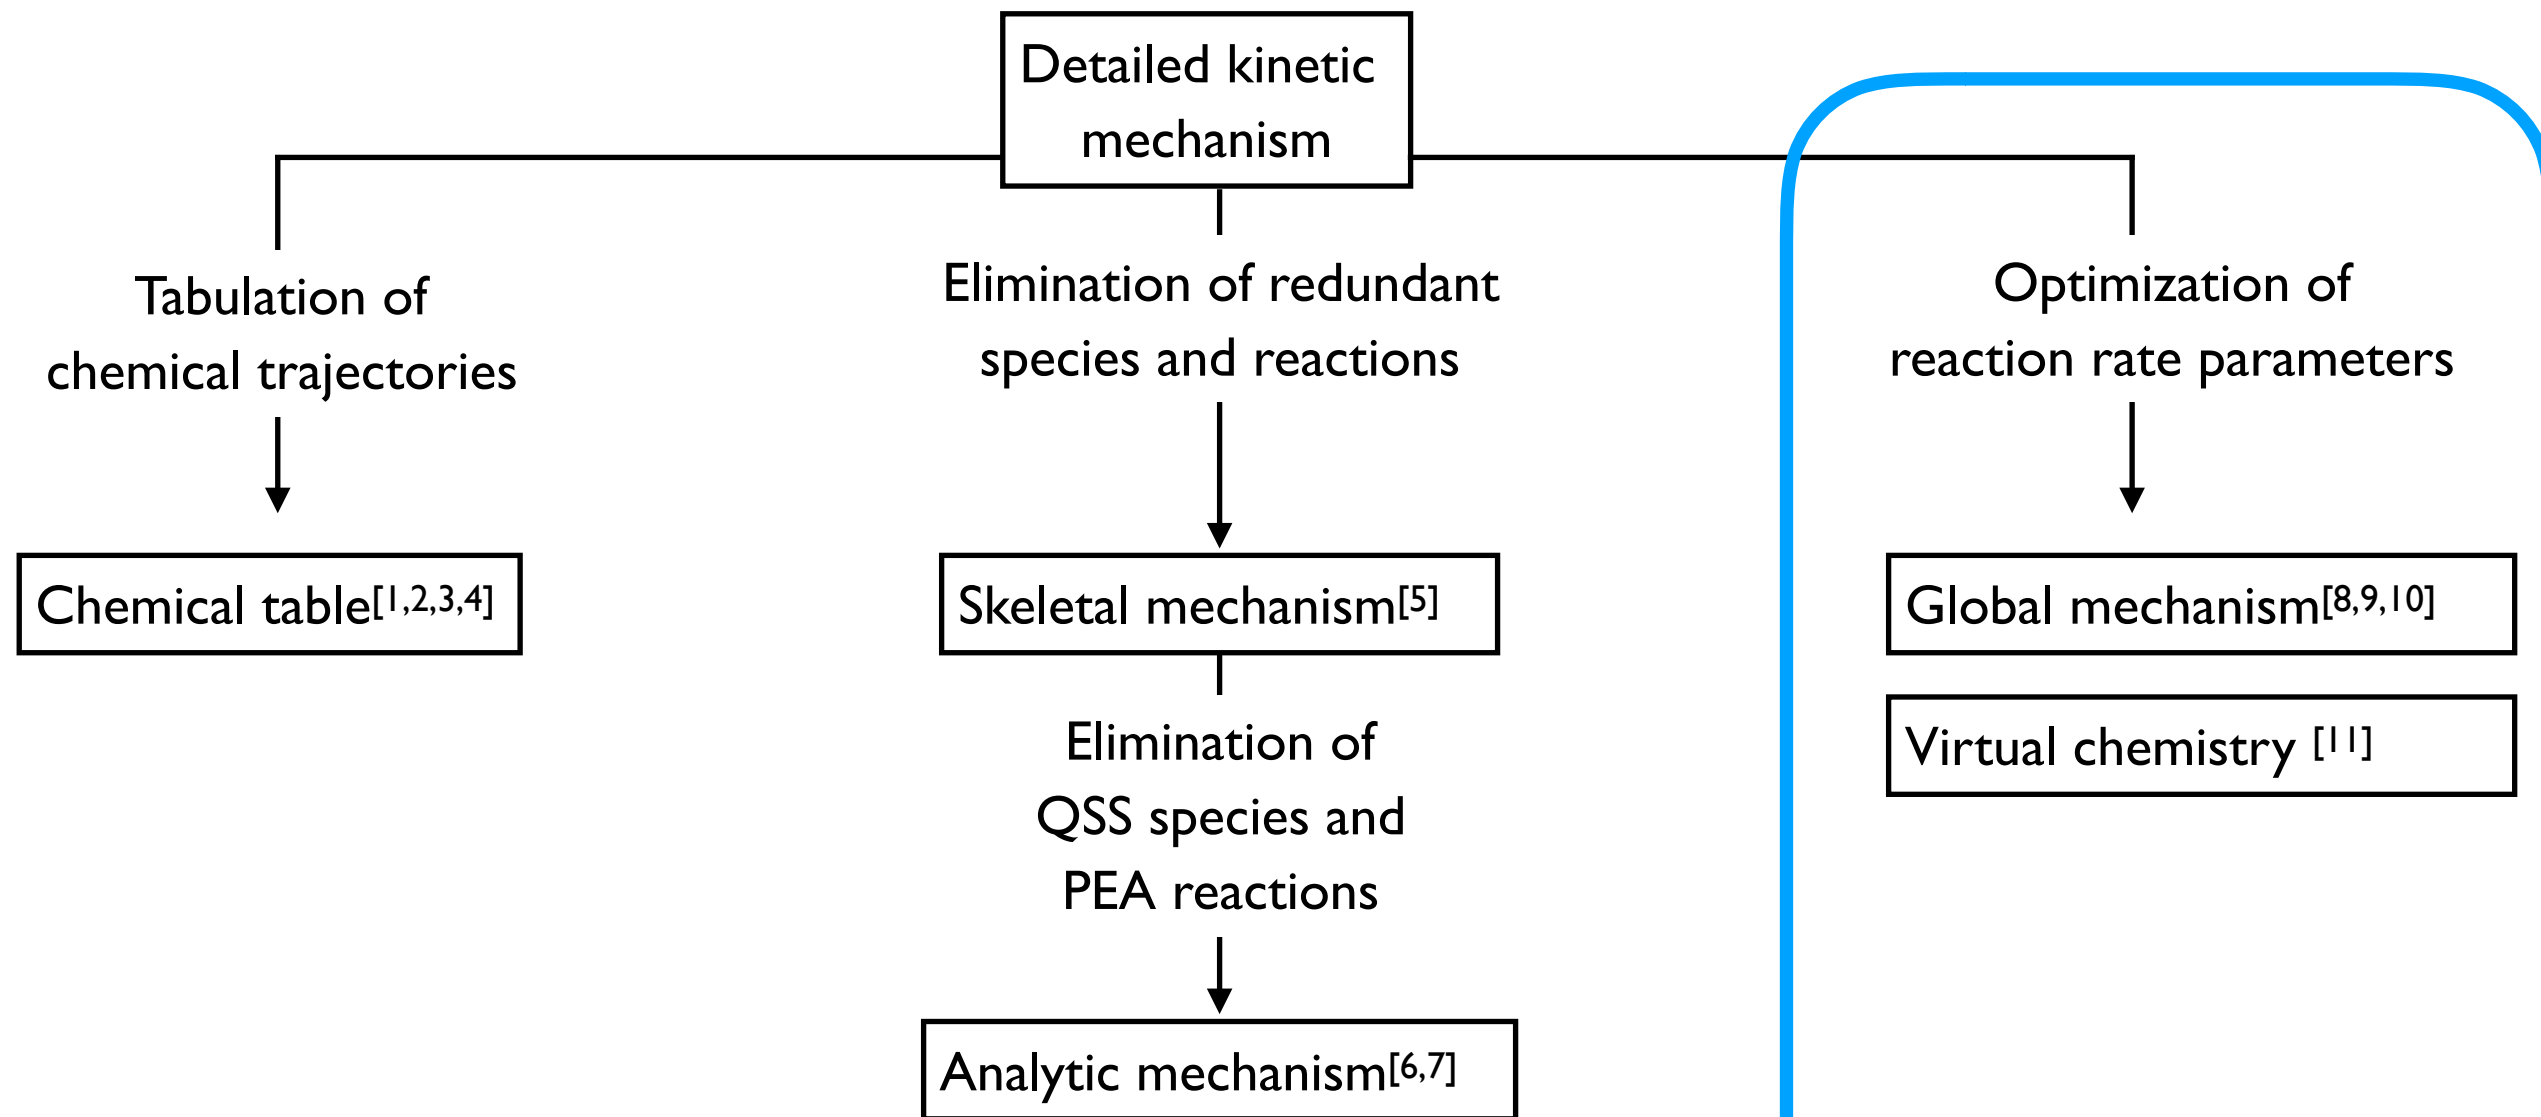 Detailed kinetic
mechanism
Tabulation of
chemical trajectories
Chemical table[1,2,3,4]
Elimination of redundant
species and reactions
Skeletal mechanism[5]
Elimination of
QSS species and
PEA reactions
Analytic mechanism[6,7]
Optimization of
reaction rate parameters
Global mechanism[8,9,10]
Virtual chemistry [11]